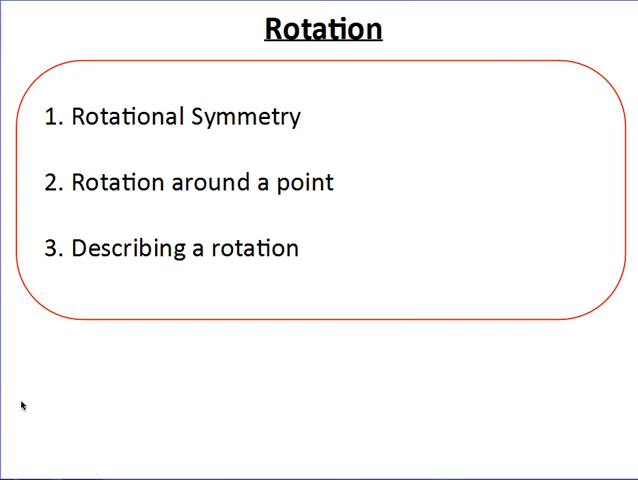 Rotation
1. Rotational Symmetry
2. Rotation around a point
3. Describing a rotation